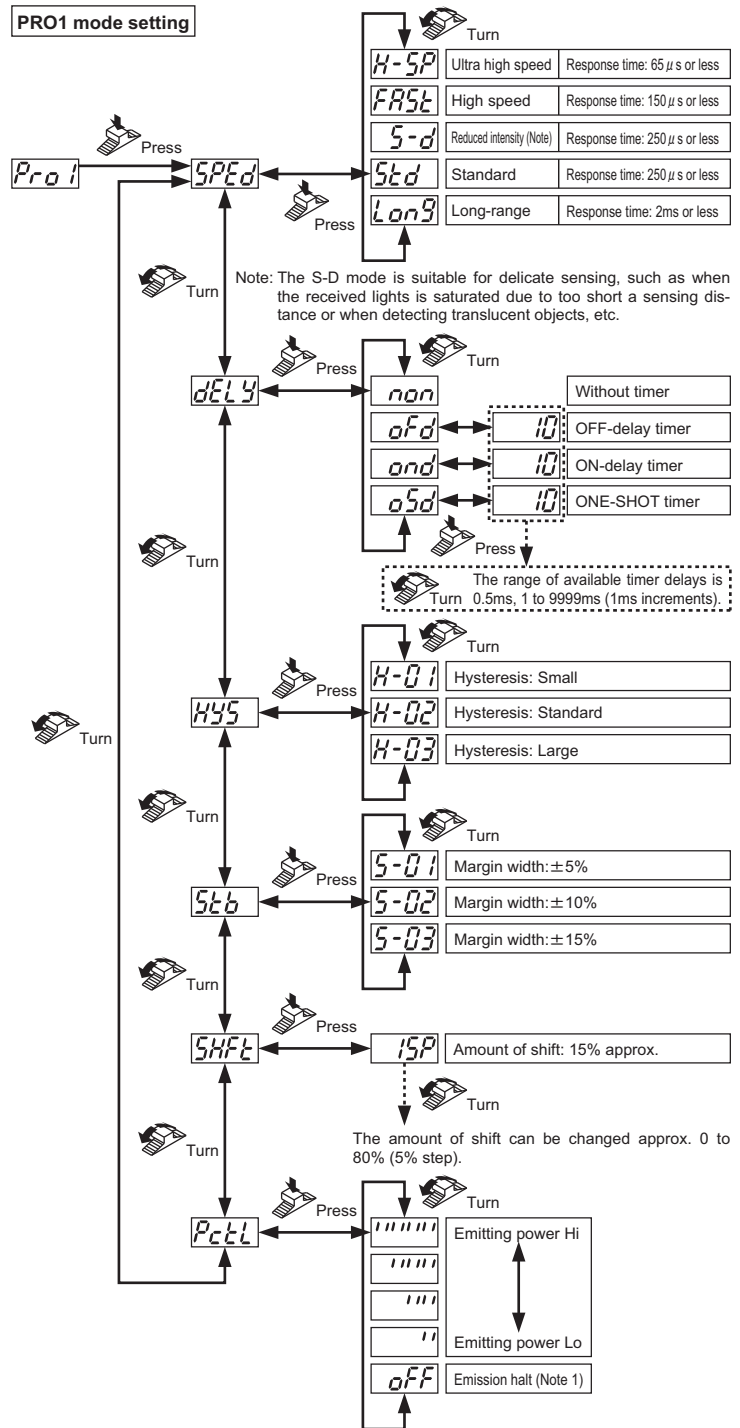 PRO1 mode setting
Turn
H-SP Ultra high speed Response time: 65 μ s or less
FASt High speed Response time: 150 μ s or less
S-d Reduced intensity (Note) Response time: 250 μ s or less
Std Standard Response time: 250 μ s or less
Long Long-range Response time: 2ms or less
Press
Pro1 SPEd
Press
Note: The S-D mode is suitable for delicate sensing, such as when
the received lights is saturated due to too short a sensing dis-
tance or when detecting translucent objects, etc.
Turn
Press
Turn
dELY non Without timer
oFd 10 OFF-delay timer
ond 10 ON-delay timer
oSd 10 ONE-SHOT timer
Press
Turn
The range of available timer delays is
0.5ms, 1 to 9999ms (1ms increments).
Turn
Turn
Press
H-01 Hysteresis: Small
HYS H-02 Hysteresis: Standard
H-03 Hysteresis: Large
Turn
Turn
Turn
Press
S-01 Margin width:±5%
Stb S-02 Margin width:±10%
S-03 Margin width:±15%
Turn
Press
SHFt 15P Amount of shift: 15% approx.
Turn
The amount of shift can be changed approx. 0 to
80% (5% step).
Turn
Press
Turn
PctL Emitting power Hi
Emitting power Lo
oFF Emission halt (Note 1)